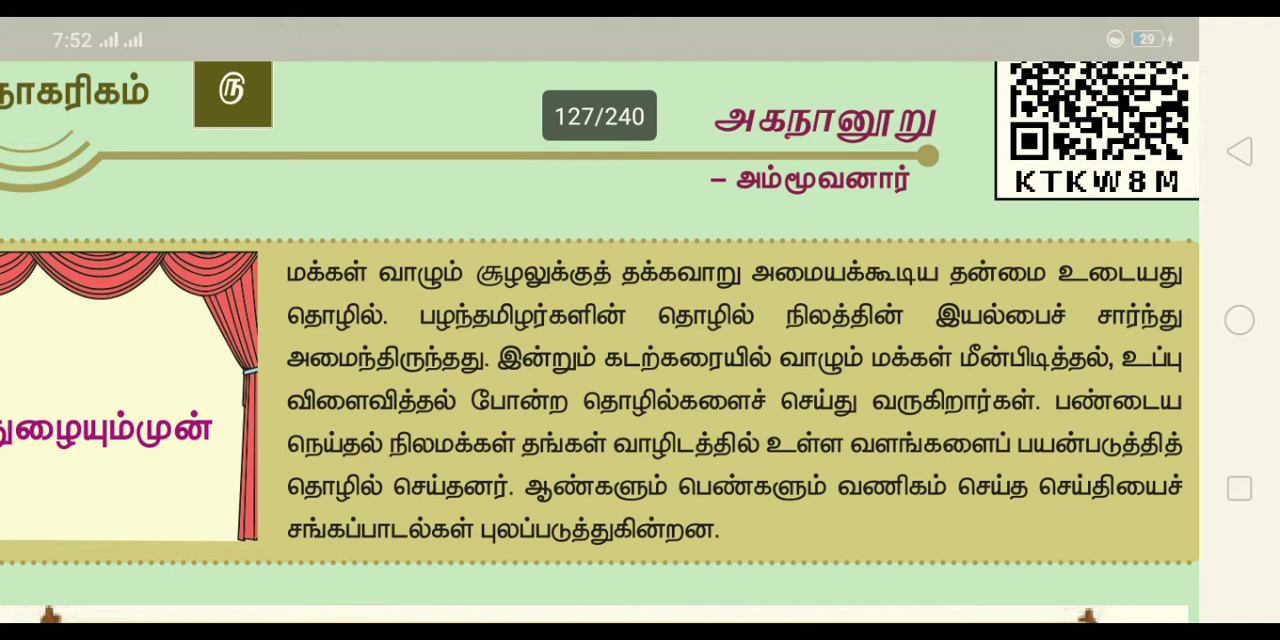 7:52
29
நாகரிகம்
௫
127/240
அகநானூறு
– அம்மூவனார்
KTKW8M
மக்கள் வாழும் சூழலுக்குத் தக்கவாறு அமையக்கூடிய தன்மை உடையது
தொழில். பழந்தமிழர்களின் தொழில் நிலத்தின் இயல்பைச் சார்ந்து
அமைந்திருந்தது. இன்றும் கடற்கரையில் வாழும் மக்கள் மீன்பிடித்தல், உப்பு
விளைவித்தல் போன்ற தொழில்களைச் செய்து வருகிறார்கள். பண்டைய
நெய்தல் நிலமக்கள் தங்கள் வாழிடத்தில் உள்ள வளங்களைப் பயன்படுத்தித்
தொழில் செய்தனர். ஆண்களும் பெண்களும் வணிகம் செய்த செய்தியைச்
சங்கப்பாடல்கள் புலப்படுத்துகின்றன.
நுழையும்முன்